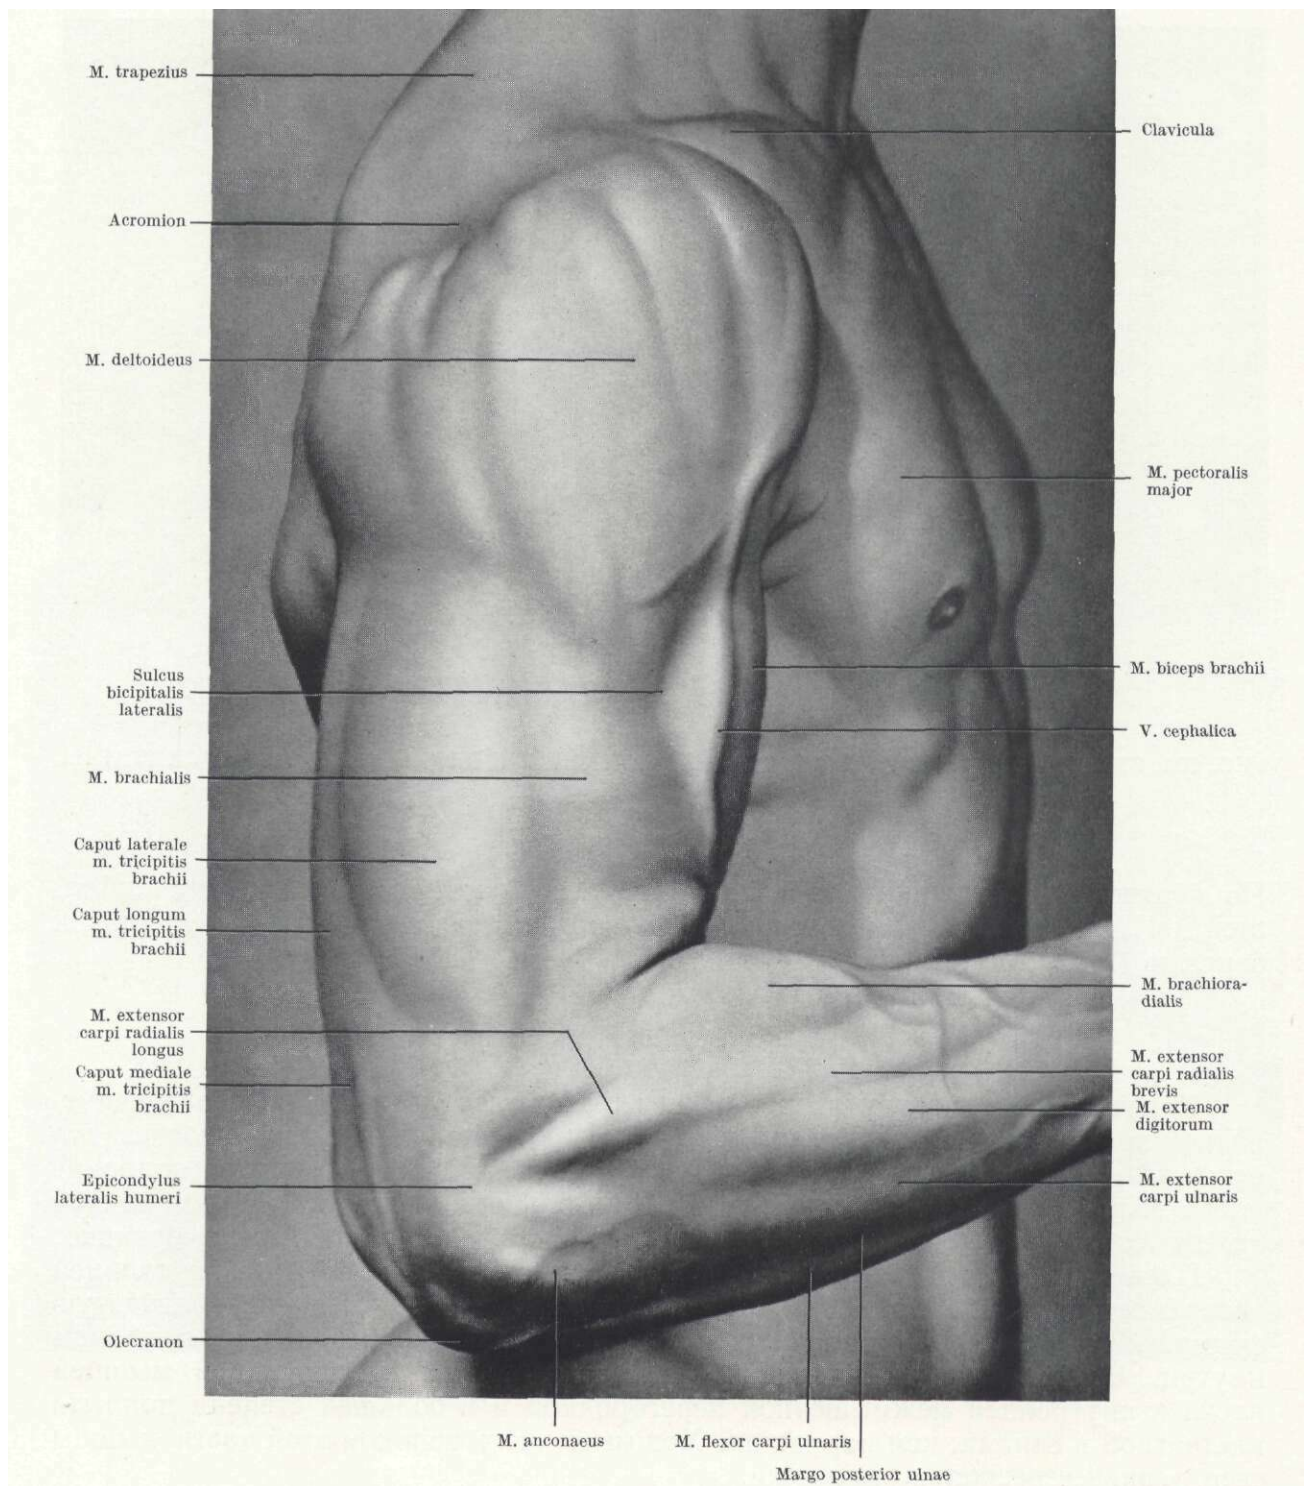 M. trapezius
Clavicula
Acromion
M. deltoideus
M. pectoralis
major
M. biceps brachii
Sulcus
bicipitalis
lateralis
V. cephalica
M. brachialis
Caput laterale
m. tricipitis
brachii
Caput longum
m. tricipitis
brachii
M. brachiora-
dialis
M. extensor
carpi radialis
longus
M. extensor
carpi radialis
brevis
Caput mediale
m. tricipitis
brachii
M. extensor
digitorum
Epicondylus
lateralis humeri
M. extensor
carpi ulnaris
Olecranon
M. anconaeus
M. flexor carpi ulnaris
Margo posterior ulnae